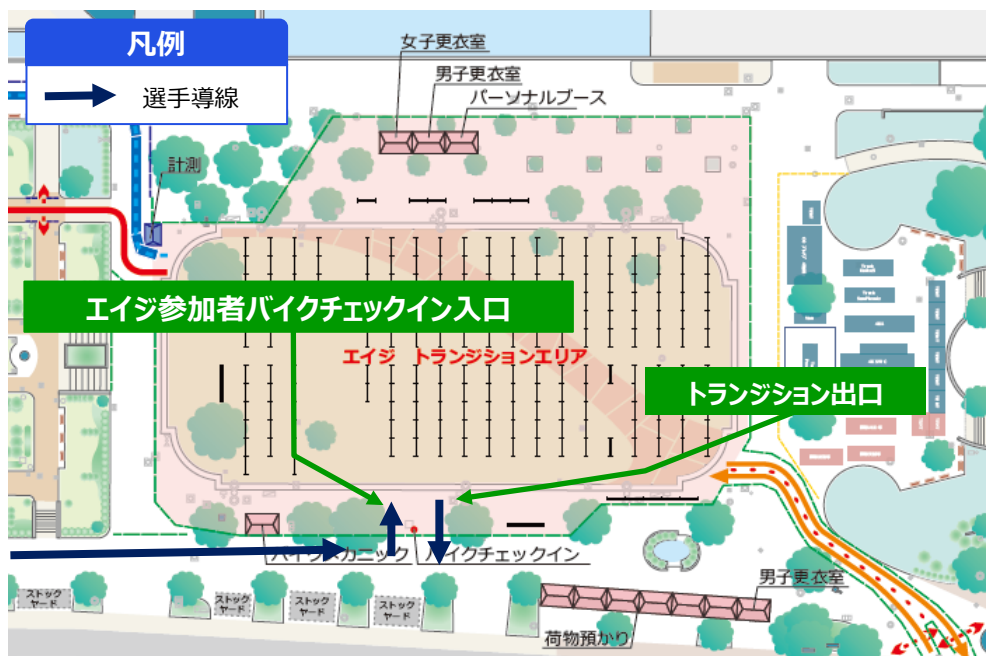 凡例
選手導線
女子更衣室
男子更衣室
パーソナルブース
計測
エイジ参加者バイクチェックイン入口
エイジ トランジションエリア
トランジション出口
バイクメカニック
バイクチェックイン
男子更衣室
荷物預かり
ストック
ヤード
ストック
ヤード
ストック
ヤード
ストック
ヤード